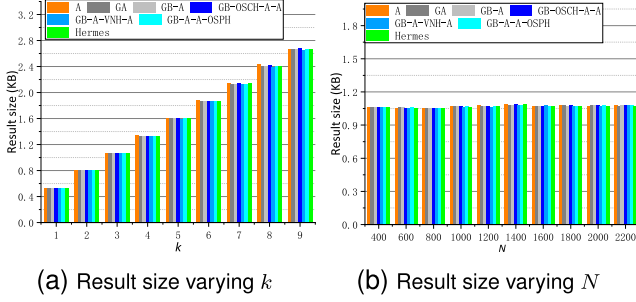 A GA GB-A GB-OSCH-A-A
GB-A-VNH-A GB-A-A-OSPH
Hermes
3.2
2.8
2.4
2.0
1.6
1.2
0.8
0.4
0.0
Result size (KB)
1 2 3 4 5 6 7 8 9
k
(a) Result size varying k
A GA GB-A GB-OSCH-A-A
GB-A-VNH-A GB-A-A-OSPH
Hermes
1.8
1.5
1.2
0.9
0.6
0.3
0.0
Result size (KB)
400 600 800 1000 1200 1400 1600 1800 2000 2200
N
(b) Result size varying N